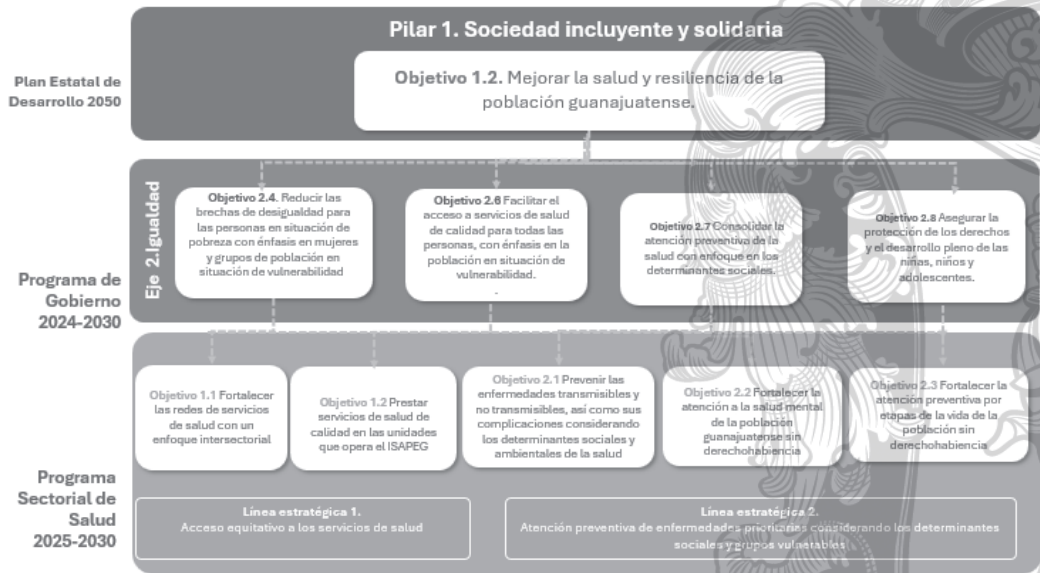 Pilar 1. Sociedad incluyente y solidaria
Plan Estatal de
Desarrollo 2050
Objetivo 1.2. Mejorar la salud y resiliencia de la
población guanajuatense.
Programa de
Gobierno
2024-2030
Eje 2.Igualdad
Objetivo 2.4. Reducir las
brechas de desigualdad para
las personas en situación de
pobreza con énfasis en mujeres
y grupos de población en
situación de vulnerabilidad
Objetivo 2.6 Facilitar el
acceso a servicios de salud
de calidad para todas las
personas, con énfasis en la
población en situación de
vulnerabilidad.
.
Objetivo 2.7 Consolidar la
atención preventiva de la
salud con enfoque en los
determinantes sociales.
Objetivo 2.8 Asegurar la
protección de los derechos
y el desarrollo pleno de las
niñas, niños y
adolescentes.
Programa
Sectorial de
Salud
2025-2030
Objetivo 1.1 Fortalecer
las redes de servicios
de salud con un
enfoque intersectorial
Objetivo 1.2 Prestar
servicios de salud de
calidad en las unidades
que opera el ISAPEG
Objetivo 2.1 Prevenir las
enfermedades transmisibles y
no transmisibles, así como sus
complicaciones considerando
los determinantes sociales y
ambientales de la salud
Objetivo 2.2 Fortalecer la
atención a la salud mental
de la población
guanajuatense sin
derechohabiencia
Objetivo 2.3 Fortalecer la
atención preventiva por
etapas de la vida de la
población sin
derechohabiencia
Línea estratégica 1.
Acceso equitativo a los servicios de salud
Línea estratégica 2.
Atención preventiva de enfermedades prioritarias considerando los determinantes
sociales y grupos vulnerables